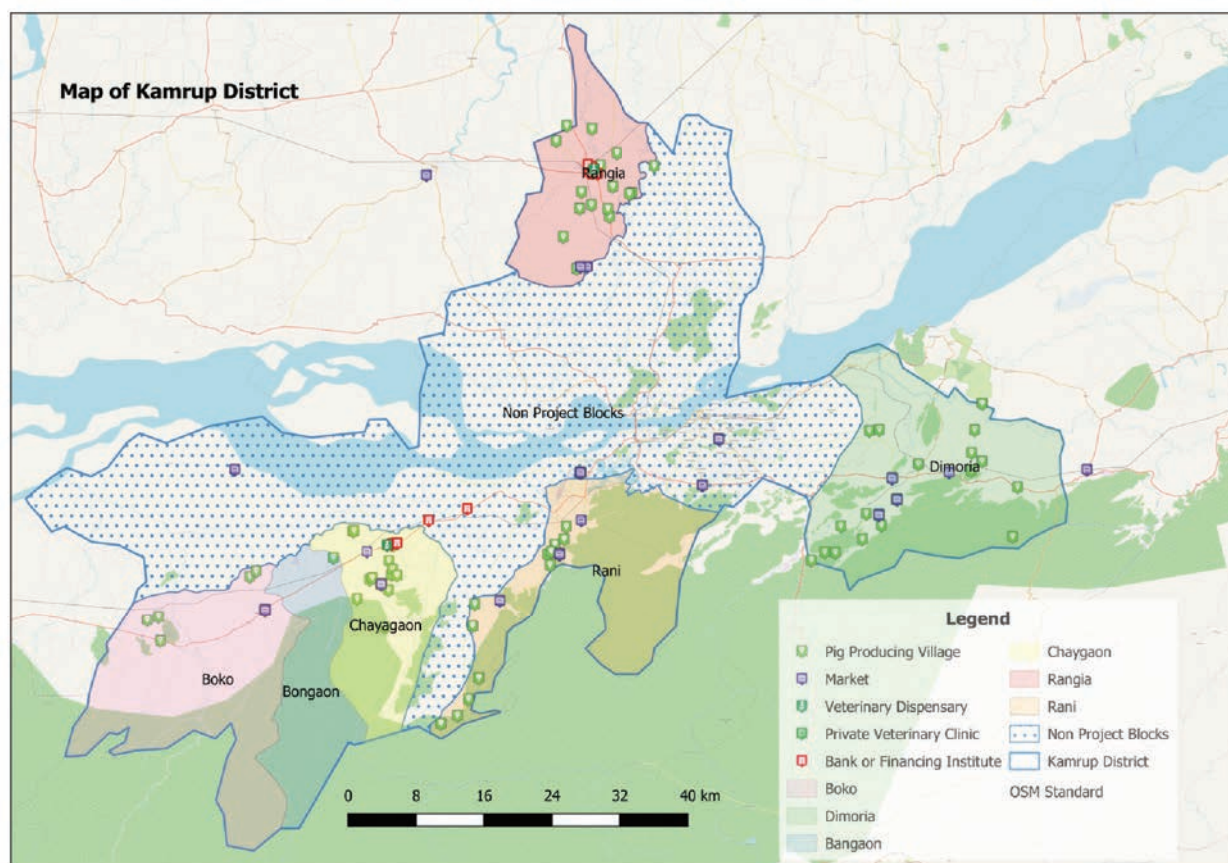 Map of Kamrup District
Rangia
Non Project Blocks
Dimoria
Rani
Chayagaon
Boko
Bongaon
0 8 16 24 32 40 km
Legend
Pig Producing Village
Market
Veterinary Dispensary
Private Veterinary Clinic
Bank or Financing Institute
Boko
Dimoria
Bangaon
Chaygaon
Rangia
Rani
Non Project Blocks
Kamrup District
OSM Standard